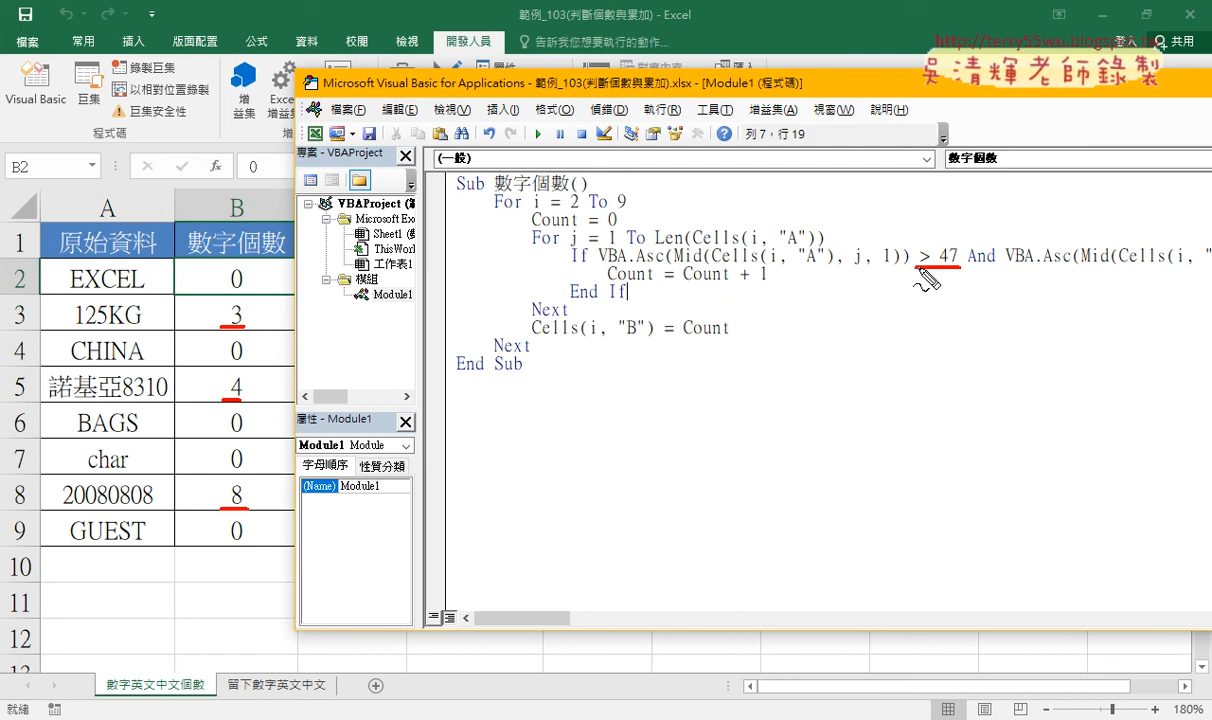 範例_103(判斷個數與累加) - Excel
檔案 常用 插入 版面配置 公式 資料 校閱 檢視 開發人員 告訴我您想要執行的動作... 登入 共用
http://terry55wu.blogspot.tw
吳清輝老師錄製
Visual Basic 巨集 錄製巨集
以相對位置錄製
巨集安全性
程式碼
增益集
B2 fx 0
Microsoft Visual Basic for Applications - 範例_103(判斷個數與累加).xlsx - [Module1 (程式碼)]
檔案(F) 編輯(E) 檢視(V) 插入(I) 格式(O) 偵錯(D) 執行(R) 工具(T) 增益集(A) 視窗(W) 說明(H)
列 7，行 19
專案 - VBAProject
(一般) 數字個數
VBAProject (
Microsoft Ex
Sheet1 (
ThisWor
工作表1
模組
Module1
屬性 - Module1
Module1 Module
字母順序 性質分類
(Name) Module1
Sub 數字個數()
For i = 2 To 9
Count = 0
For j = 1 To Len(Cells(i, "A"))
If VBA.Asc(Mid(Cells(i, "A"), j, 1)) > 47 And VBA.Asc(Mid(Cells(i, "
Count = Count + 1
End If
Next
Cells(i, "B") = Count
Next
End Sub
A B
1 原始資料 數字個數
2 EXCEL 0
3 125KG 3
4 CHINA 0
5 諾基亞8310 4
6 BAGS 0
7 char 0
8 20080808 8
9 GUEST 0
10
11
12
數字英文中文個數 留下數字英文中文
就緒 180%